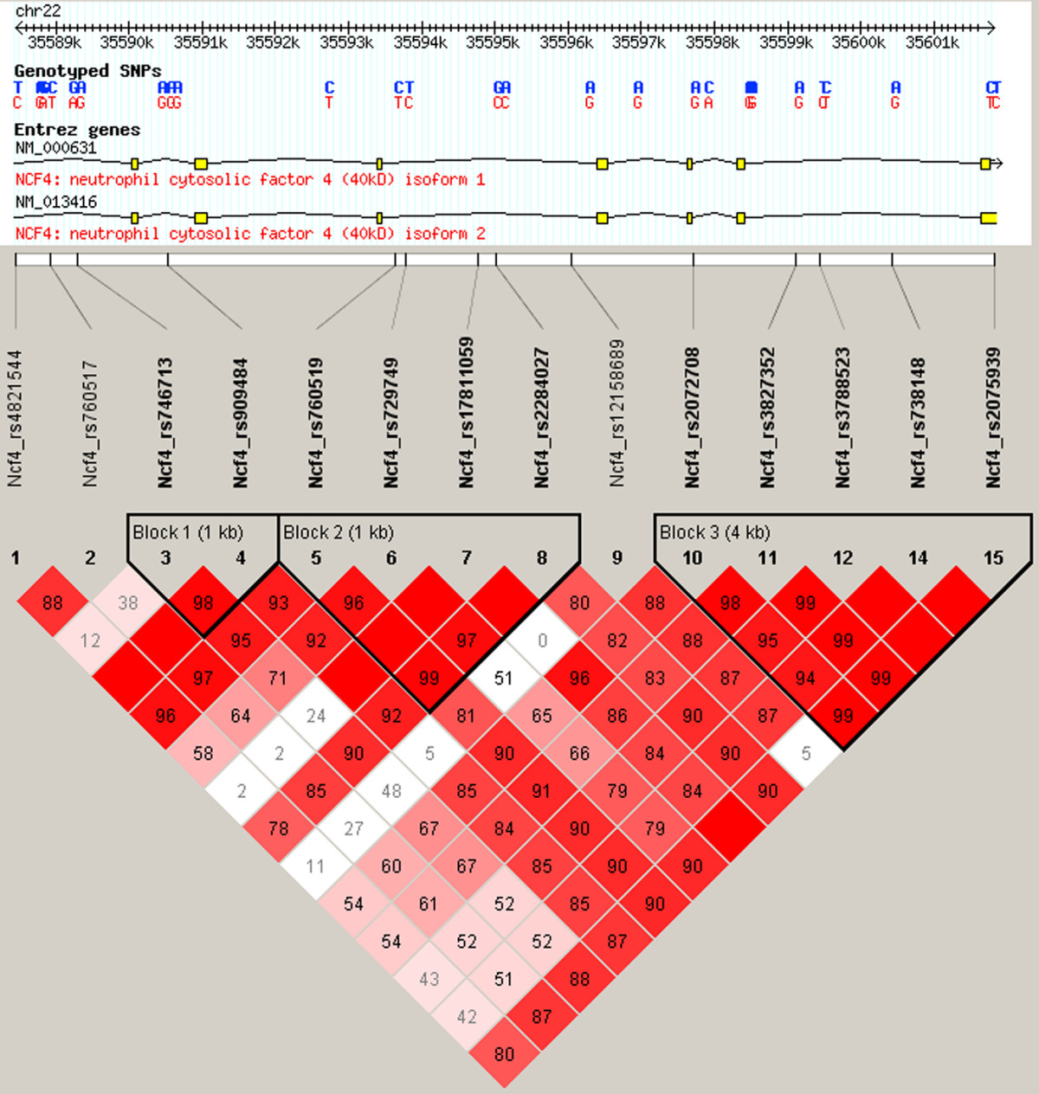 chr22
35589k 35590k 35591k 35592k 35593k 35594k 35595k 35596k 35597k 35598k 35599k 35600k 35601k
Genotyped SNPs
T C GA C CT GA A A A C A TC A CT
C AG T TC CC G G G A G CT G TC
Entrez genes
NM_000631
NCF4: neutrophil cytosolic factor 4 (40kD) isoform 1
NM_013416
NCF4: neutrophil cytosolic factor 4 (40kD) isoform 2
Ncf4_rs4821544
Ncf4_rs760517
Ncf4_rs746713
Ncf4_rs909484
Ncf4_rs760519
Ncf4_rs729749
Ncf4_rs17811059
Ncf4_rs2284027
Ncf4_rs12158689
Ncf4_rs2072708
Ncf4_rs3827352
Ncf4_rs3788523
Ncf4_rs738148
Ncf4_rs2075939
Block 1 (1 kb) Block 2 (1 kb) Block 3 (4 kb)
1 2 3 4 5 6 7 8 9 10 11 12 14 15
88 38 98 93 96 80 88 98 99
12 95 92 97 0 82 88 95 99
97 71 99 51 96 83 87 94 99
96 64 24 92 81 65 86 90 87 99
58 2 90 5 90 66 84 90 5
2 85 48 85 91 79 84 90
78 27 67 84 90 79
11 60 67 85 90 90
54 61 52 85 90
54 52 52 87
43 51 88
42 87
80